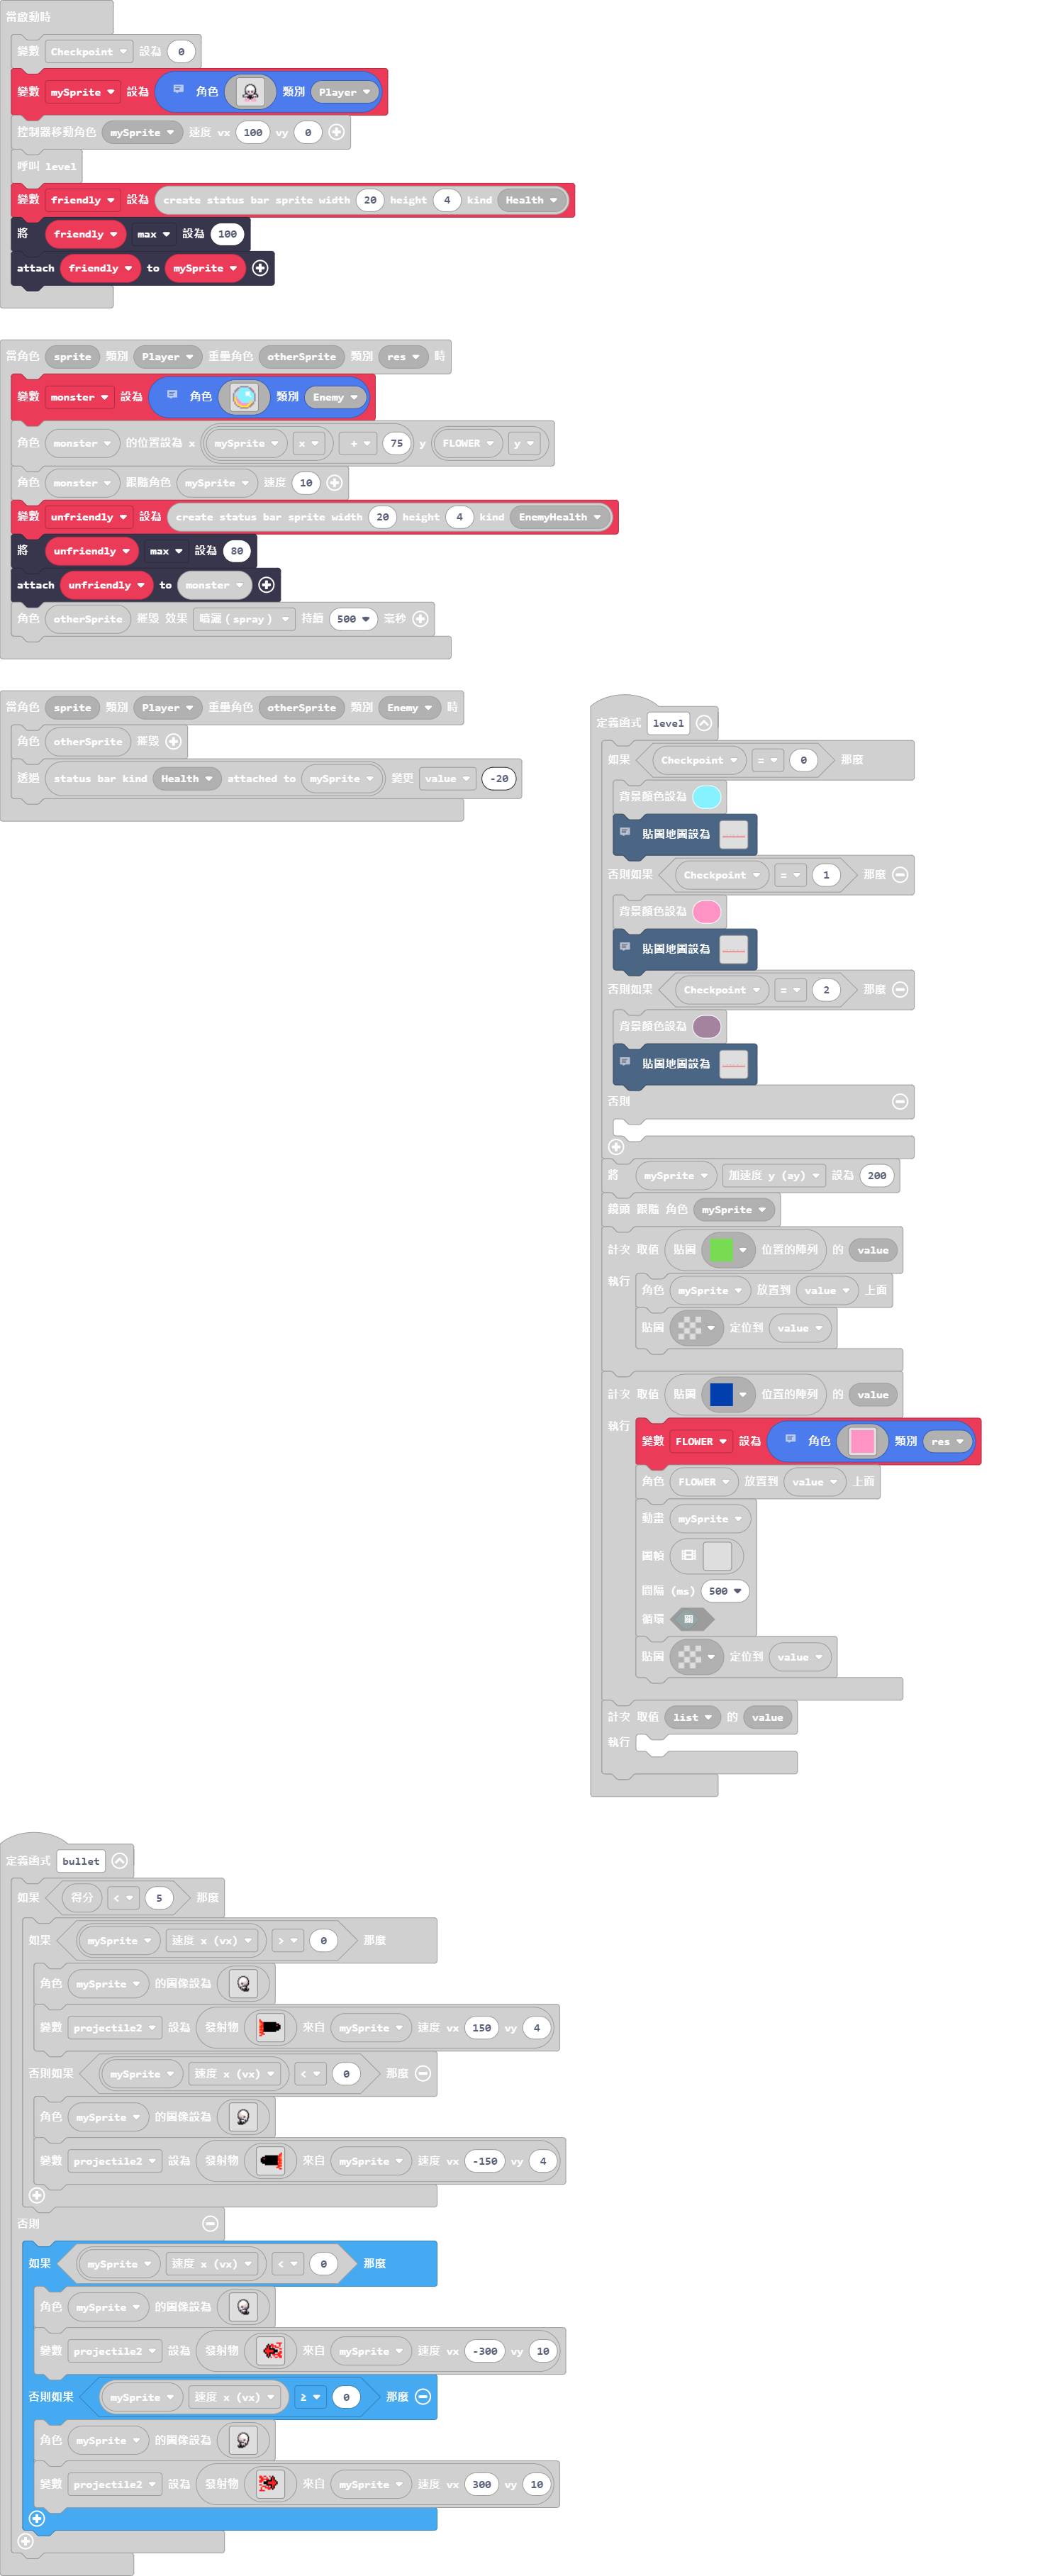 當啟動時
變數 Checkpoint 設為 0
變數 mySprite 設為 角色 類別 Player
控制器移動角色 mySprite 速度 vx 100 vy 0
呼叫 level
變數 friendly 設為 create status bar sprite width 20 height 4 kind Health
將 friendly max 設為 100
attach friendly to mySprite
當角色 sprite 類別 Player 重疊角色 otherSprite 類別 res 時
變數 monster 設為 角色 類別 Enemy
角色 monster 的位置設為 x mySprite x + 75 y FLOWER y
角色 monster 跟隨角色 mySprite 速度 10
變數 unfriendly 設為 create status bar sprite width 20 height 4 kind EnemyHealth
將 unfriendly max 設為 80
attach unfriendly to monster
角色 otherSprite 摧毀 效果 噴灑 (spray) 持續 500 毫秒
當角色 sprite 類別 Player 重疊角色 otherSprite 類別 Enemy 時
角色 otherSprite 摧毀
透過 status bar kind Health attached to mySprite 變更 value -20
定義函式 level
如果 Checkpoint = 0 那麼
背景顏色設為
貼圖地圖設為
否則如果 Checkpoint = 1 那麼
背景顏色設為
貼圖地圖設為
否則如果 Checkpoint = 2 那麼
背景顏色設為
貼圖地圖設為
否則
將 mySprite 加速度 y (ay) 設為 200
鏡頭 跟隨 角色 mySprite
計次 取值 貼圖 位置的陣列 的 value
執行
角色 mySprite 放置到 value 上面
貼圖 定位到 value
計次 取值 貼圖 位置的陣列 的 value
執行
變數 FLOWER 設為 角色 類別 res
角色 FLOWER 放置到 value 上面
動畫 mySprite
圖幀
間隔 (ms) 500
循環 關
貼圖 定位到 value
計次 取值 list 的 value
執行
定義函式 bullet
如果 得分 < 5 那麼
如果 mySprite 速度 x (vx) > 0 那麼
角色 mySprite 的圖像設為
變數 projectile2 設為 發射物 來自 mySprite 速度 vx 150 vy 4
否則如果 mySprite 速度 x (vx) < 0 那麼
角色 mySprite 的圖像設為
變數 projectile2 設為 發射物 來自 mySprite 速度 vx -150 vy 4
否則
如果 mySprite 速度 x (vx) < 0 那麼
角色 mySprite 的圖像設為
變數 projectile2 設為 發射物 來自 mySprite 速度 vx -300 vy 10
否則如果 mySprite 速度 x (vx) ≥ 0 那麼
角色 mySprite 的圖像設為
變數 projectile2 設為 發射物 來自 mySprite 速度 vx 300 vy 10